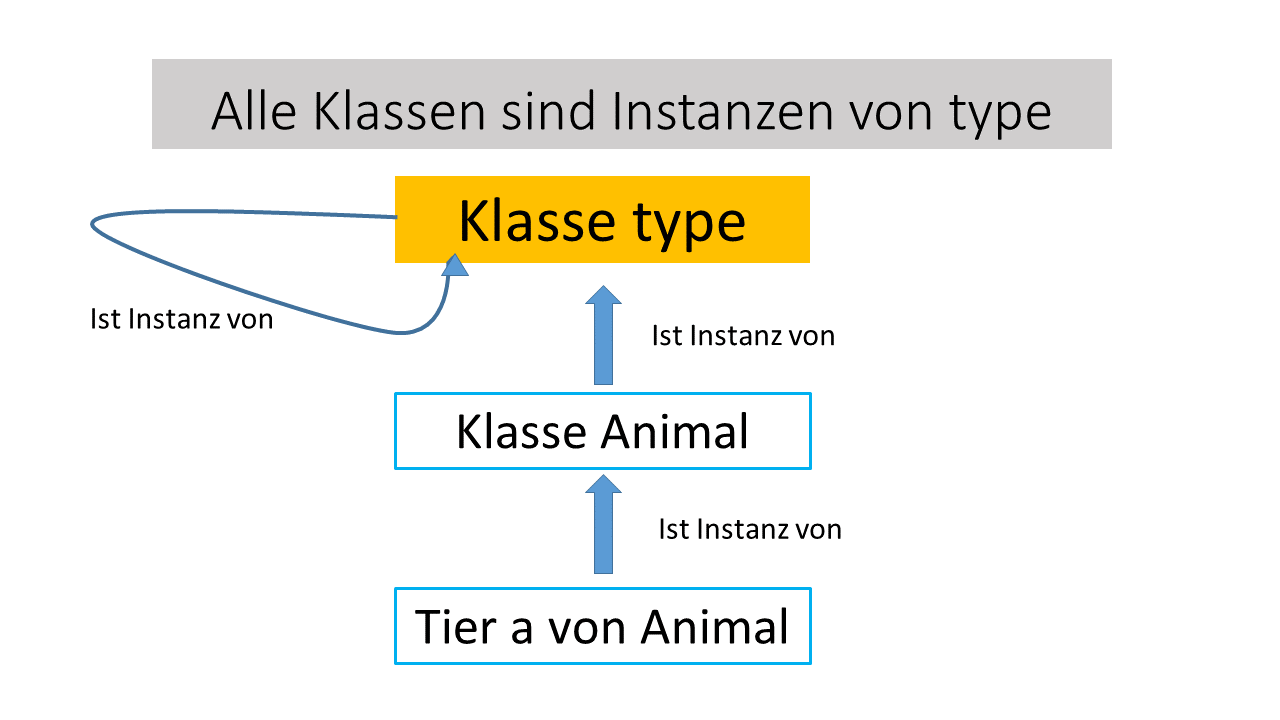 Alle Klassen sind Instanzen von type
Klasse type
Ist Instanz von
Ist Instanz von
Klasse Animal
Ist Instanz von
Tier a von Animal